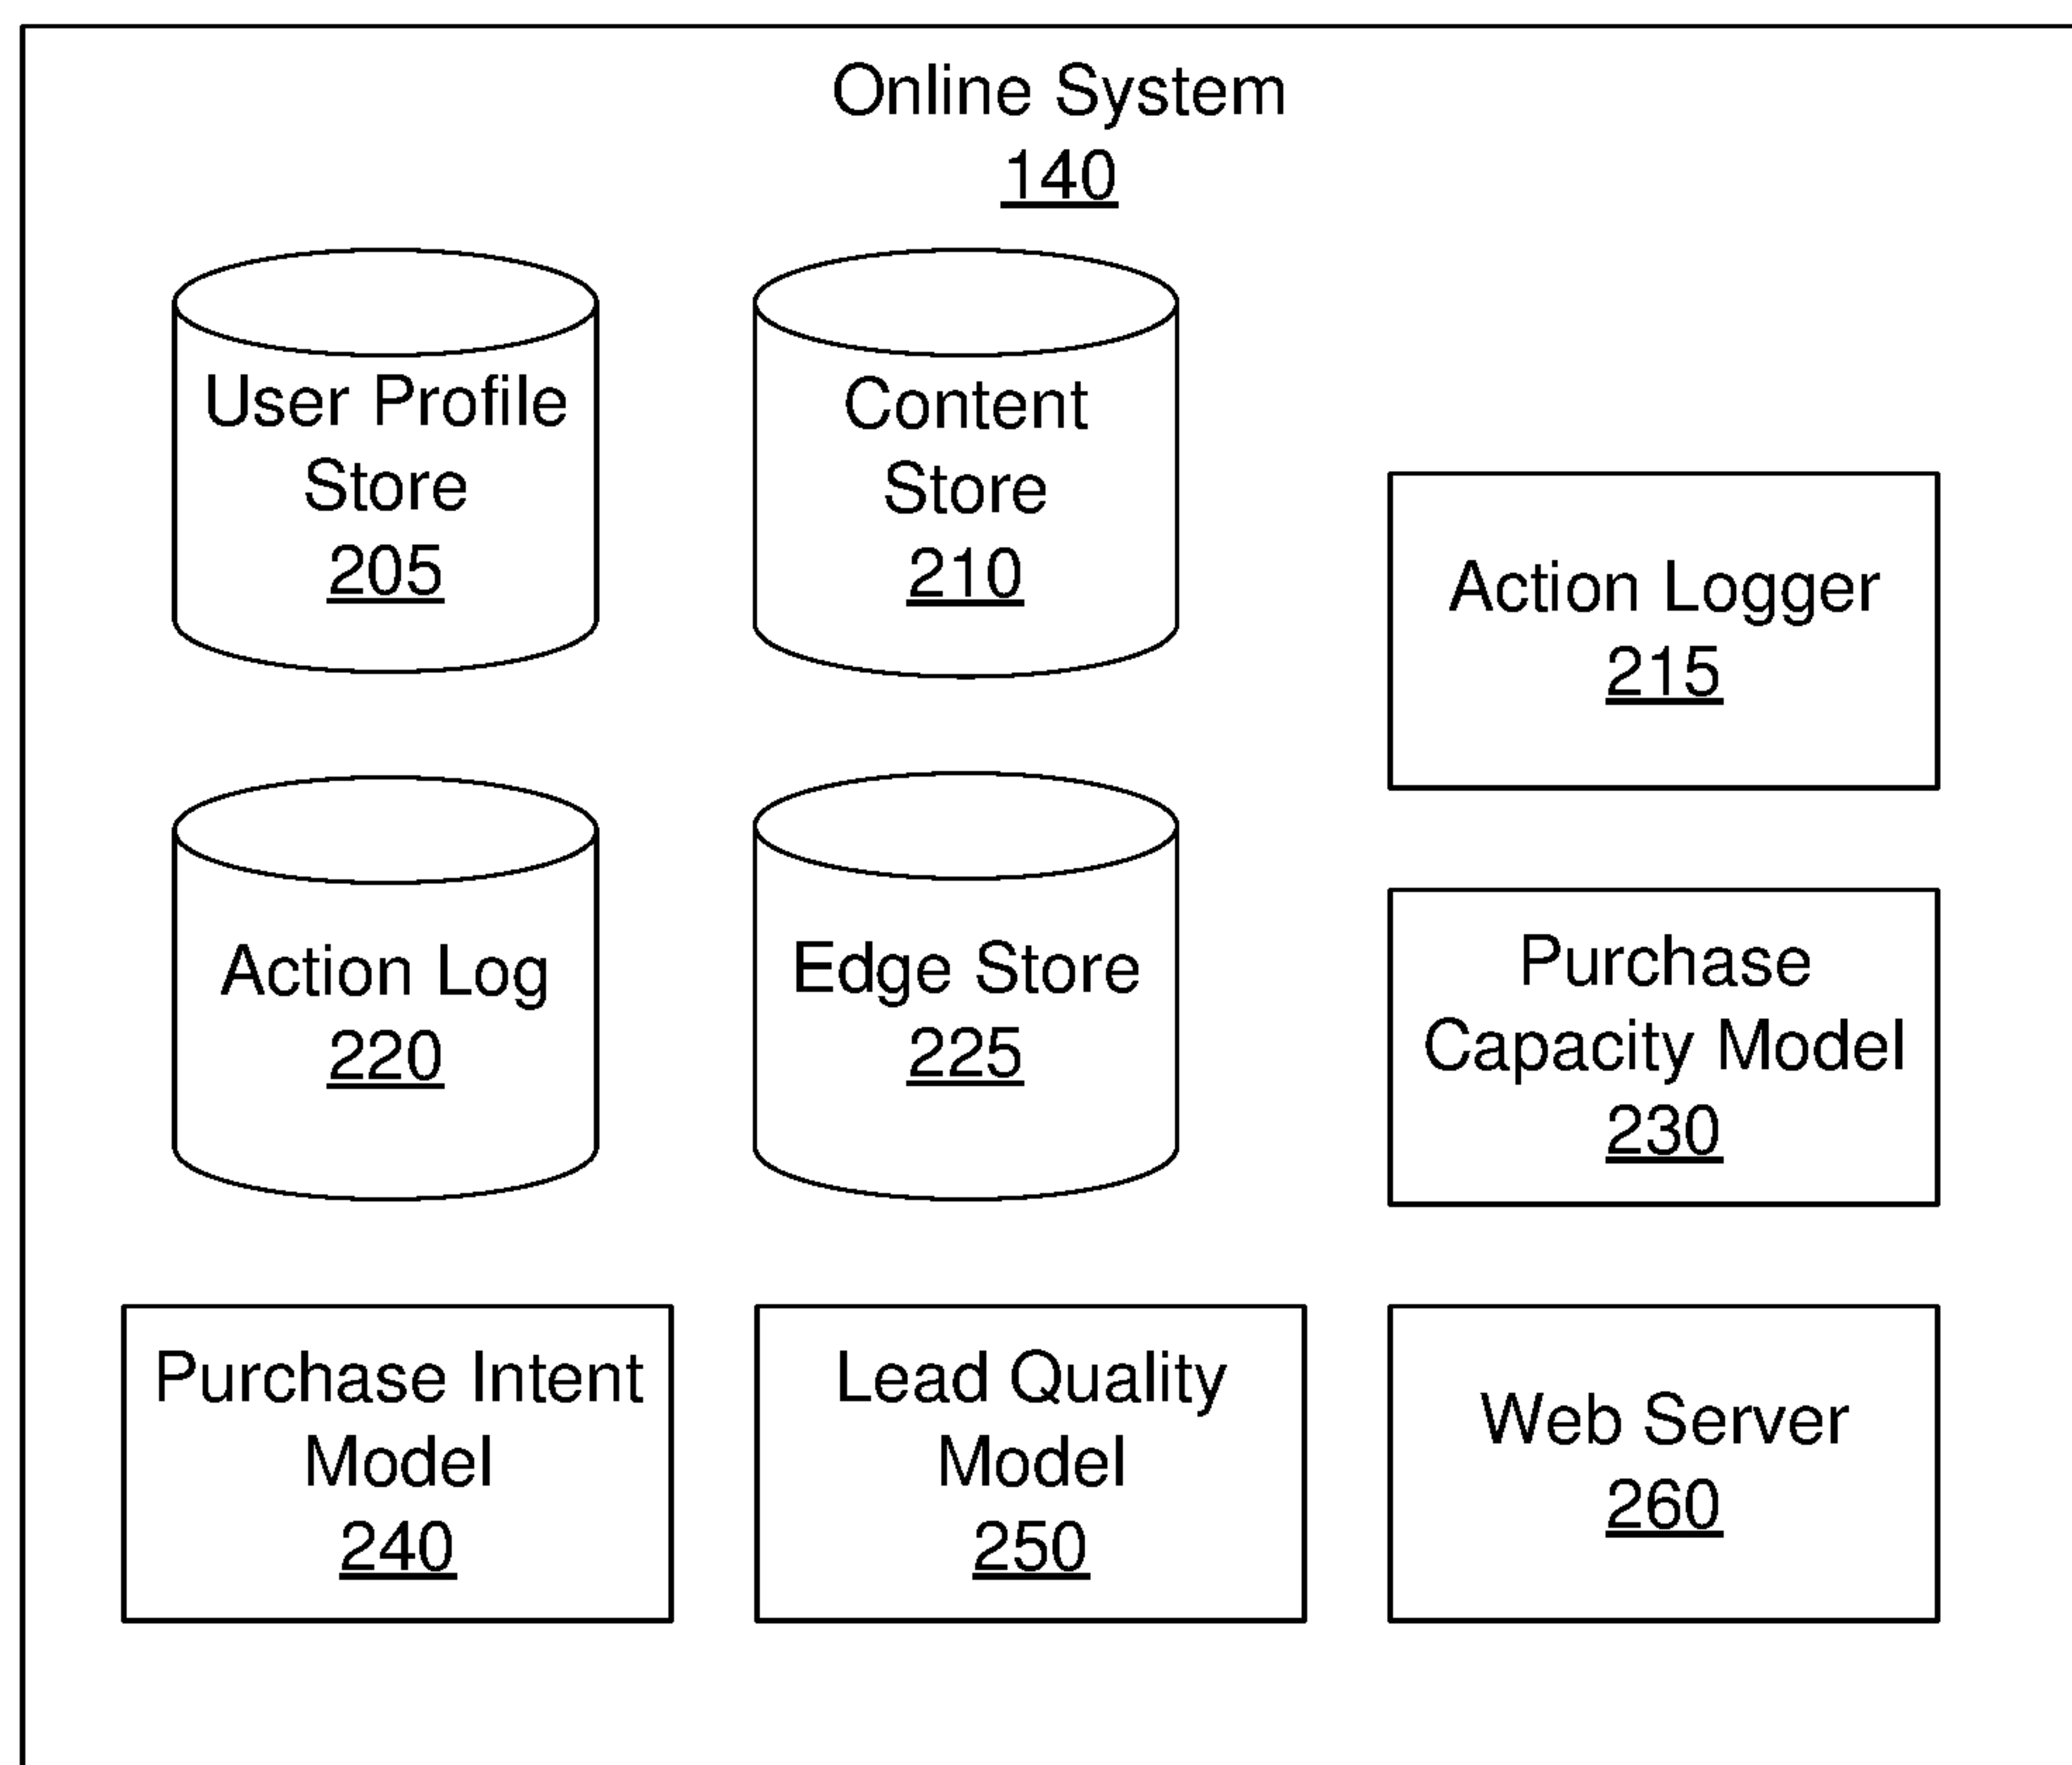 Online System
140
User Profile
Store
205
Content
Store
210
Action Logger
215
Action Log
220
Edge Store
225
Purchase
Capacity Model
230
Purchase Intent
Model
240
Lead Quality
Model
250
Web Server
260